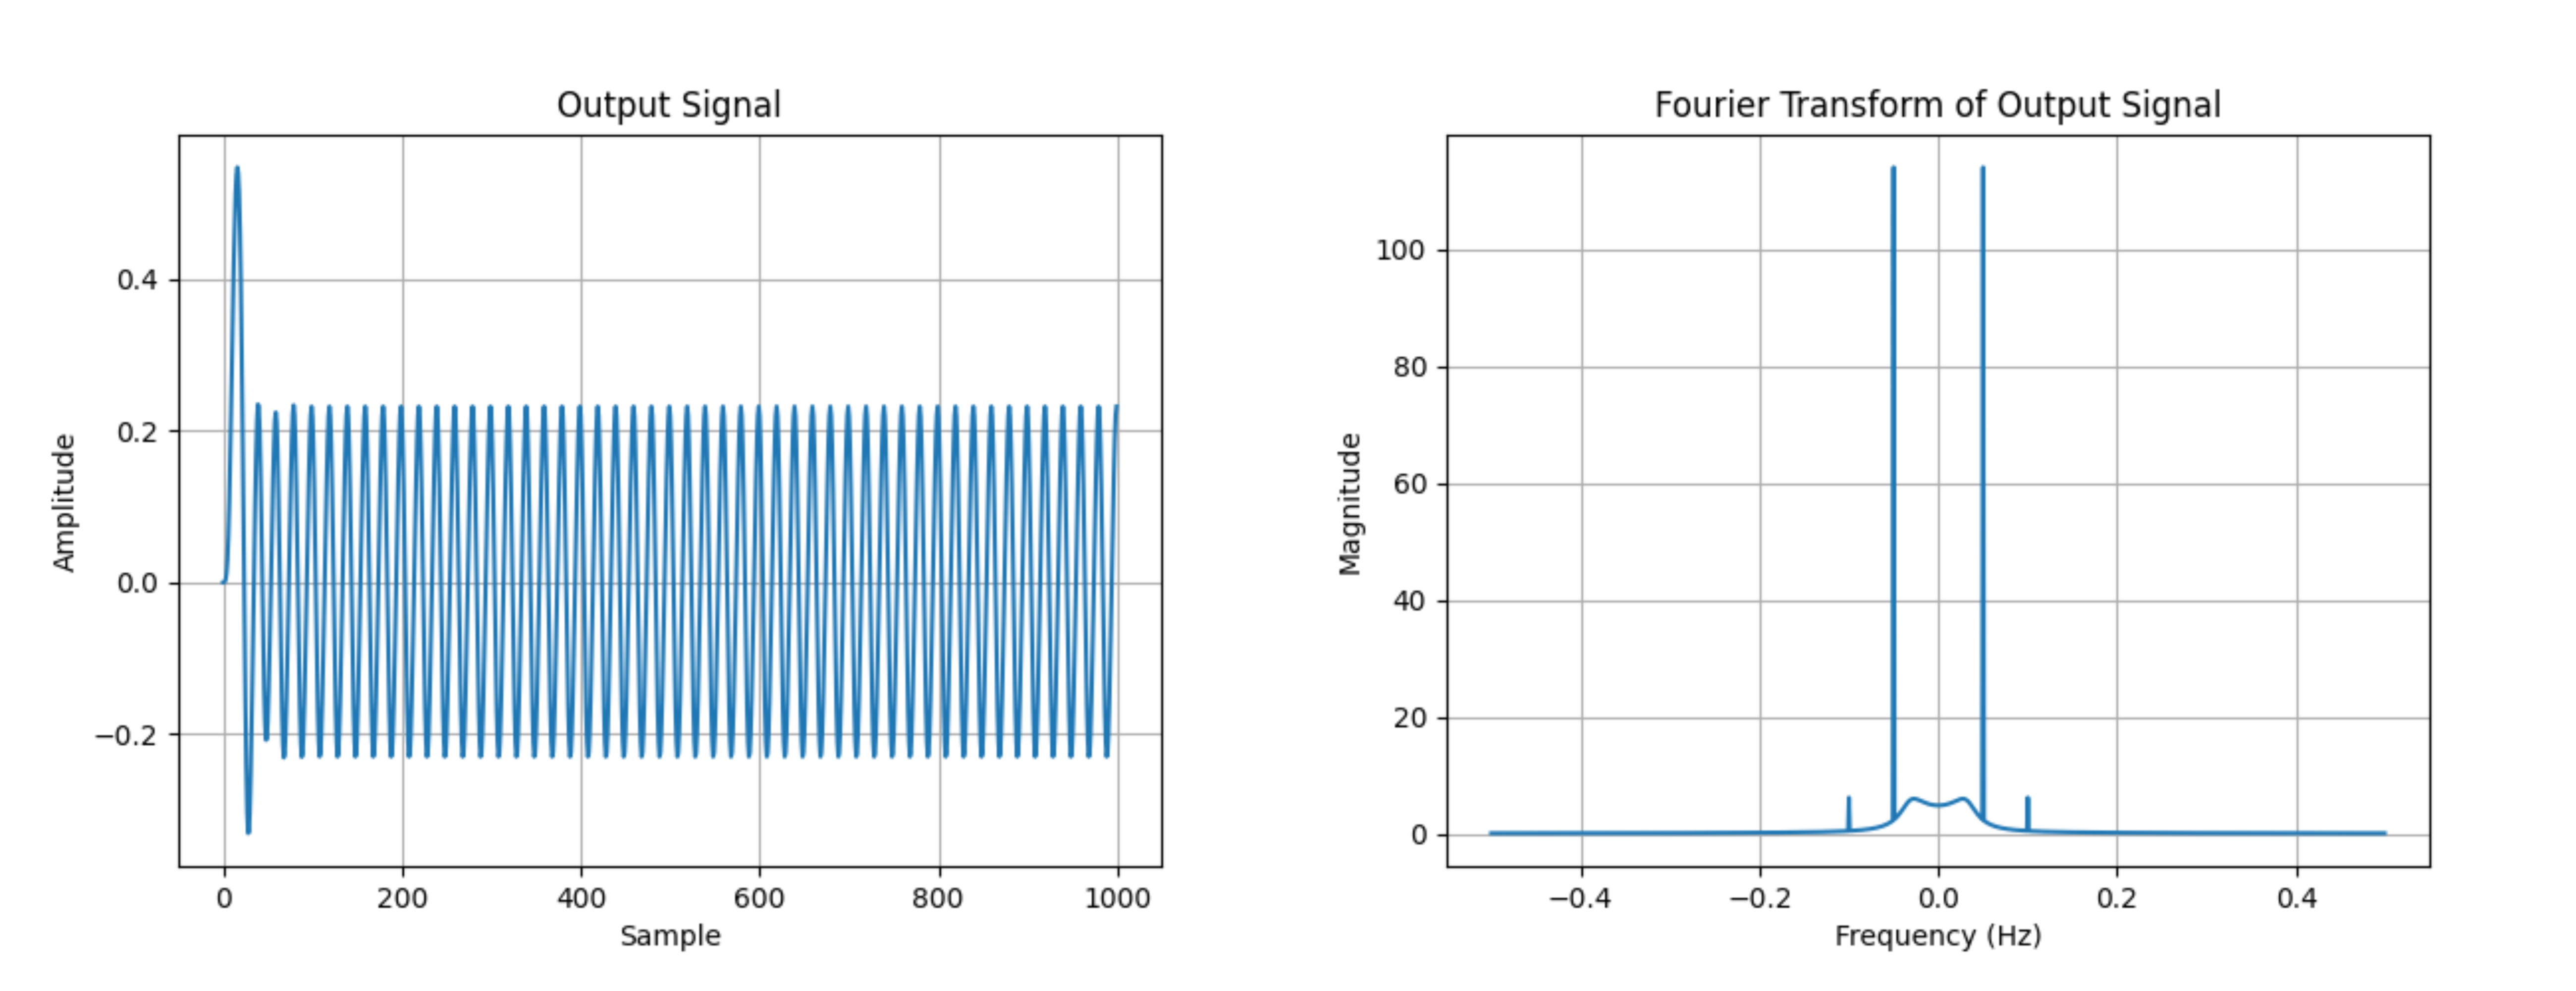 Output Signal
Amplitude
0.4
0.2
0.0
−0.2
0 200 400 600 800 1000
Sample
Fourier Transform of Output Signal
Magnitude
100
80
60
40
20
0
−0.4 −0.2 0.0 0.2 0.4
Frequency (Hz)